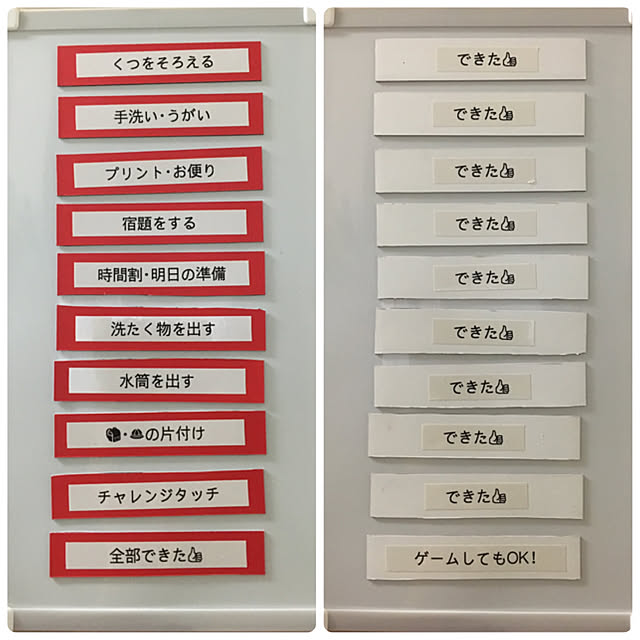 くつをそろえる
手洗い・うがい
プリント・お便り
宿題をする
時間割・明日の準備
洗たく物を出す
水筒を出す
・の片付け
チャレンジタッチ
全部できた👍
できた👍
できた👍
できた👍
できた👍
できた👍
できた👍
できた👍
できた👍
できた👍
ゲームしてもOK!